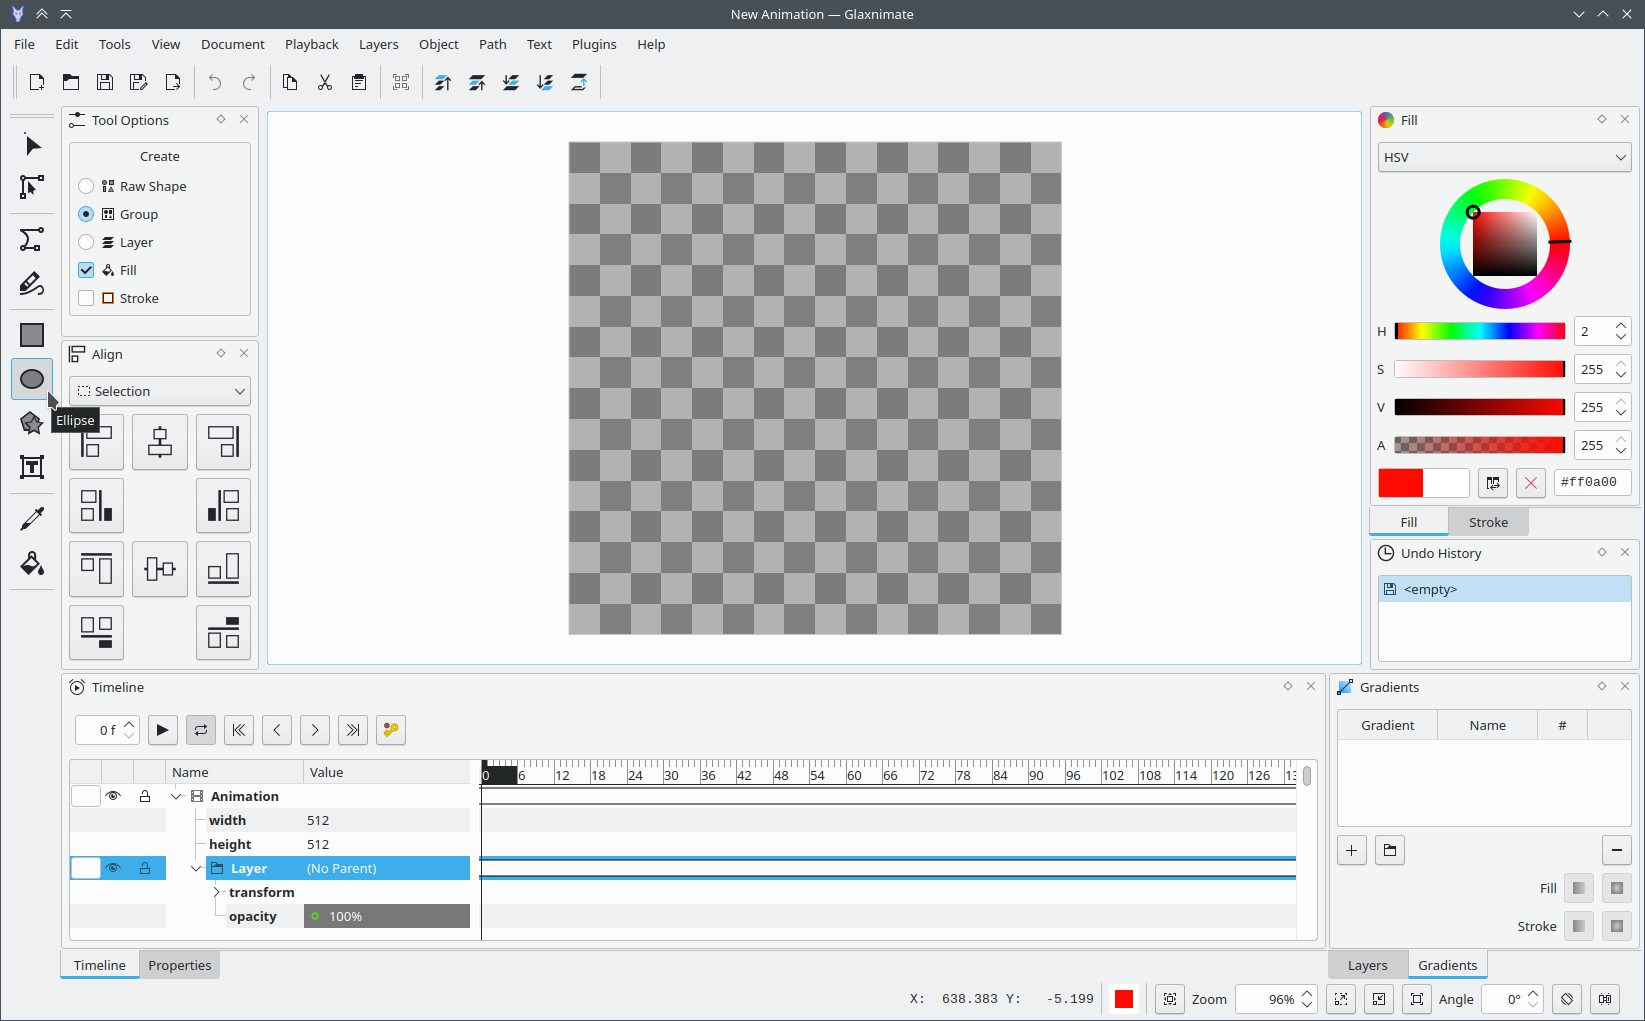 New Animation — Glaxnimate
File Edit Tools View Document Playback Layers Object Path Text Plugins Help
Tool Options
Create
Raw Shape
Group
Layer
Fill
Stroke
Align
Selection
Ellipse
Fill
HSV
H 2
S 255
V 255
A 255
#ff0a00
Fill Stroke
Undo History
<empty>
Timeline
0 f
Name Value
0 6 12 18 24 30 36 42 48 54 60 66 72 78 84 90 96 102 108 114 120 126
Animation
width 512
height 512
Layer (No Parent)
transform
opacity 100%
Timeline Properties
Gradients
Gradient Name #
Fill
Stroke
Layers Gradients
X: 638.383 Y: -5.199 Zoom 96% Angle 0°